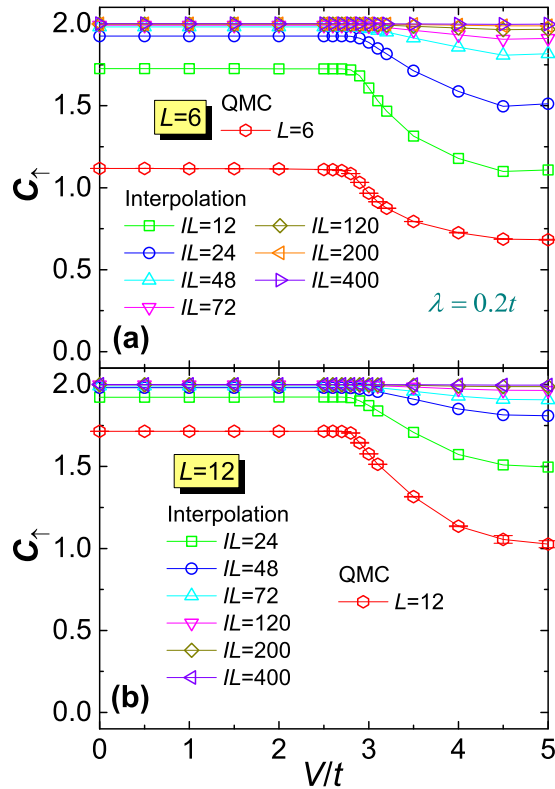 2.0
1.5
1.0
0.5
0.0
C↑
L=6
QMC
L=6
Interpolation
IL=12
IL=24
IL=48
IL=72
IL=120
IL=200
IL=400
λ = 0.2t
(a)
2.0
1.5
1.0
0.5
0.0
C↑
L=12
Interpolation
IL=24
IL=48
IL=72
IL=120
IL=200
IL=400
QMC
L=12
(b)
0 1 2 3 4 5
V/t